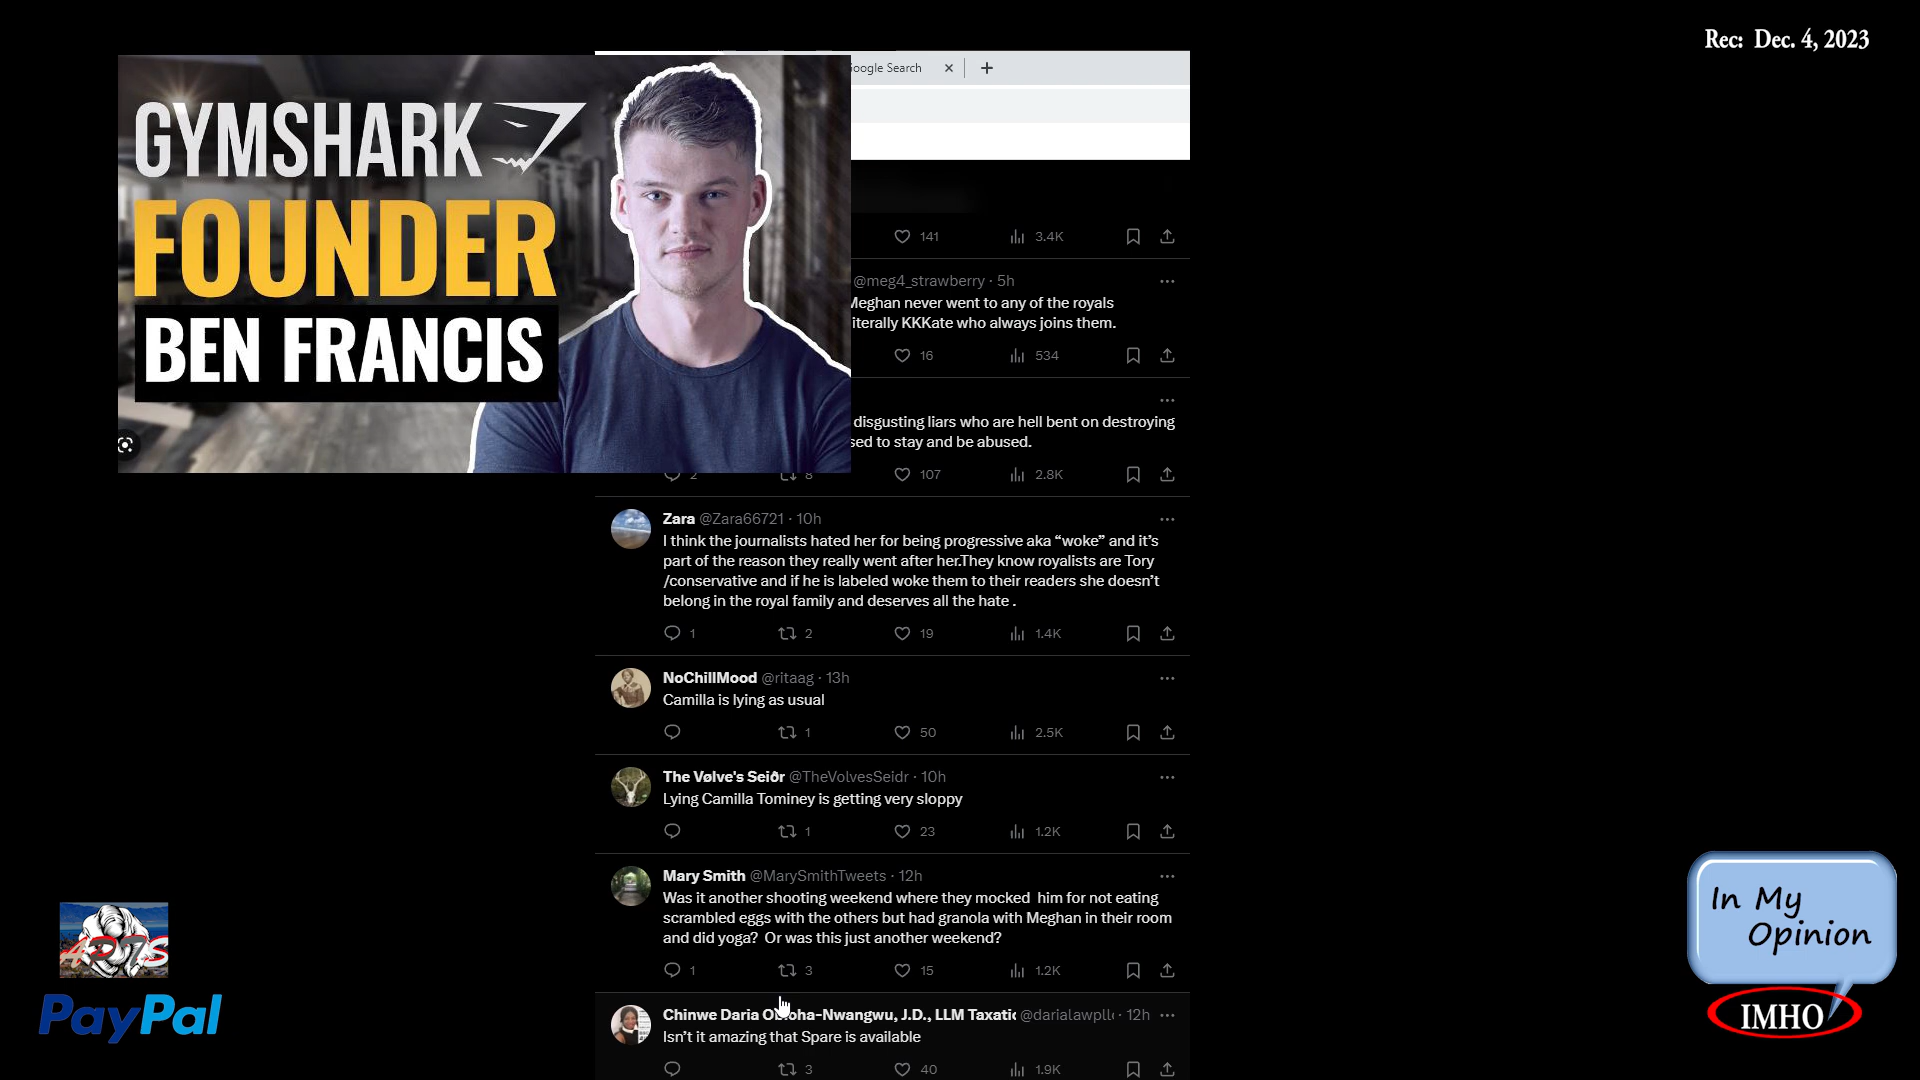 Rec: Dec. 4, 2023
Google Search
GYMSHARK
FOUNDER
BEN FRANCIS
141 3.4K
@meg4_strawberry · 5h
Meghan never went to any of the royals
literally KKKate who always joins them.
16 534
disgusting liars who are hell bent on destroying
sed to stay and be abused.
2 8 107 2.8K
Zara @Zara66721 · 10h
I think the journalists hated her for being progressive aka “woke” and it’s
part of the reason they really went after her.They know royalists are Tory
/conservative and if he is labeled woke them to their readers she doesn’t
belong in the royal family and deserves all the hate .
1 2 19 1.4K
NoChillMood @ritaag · 13h
Camilla is lying as usual
1 50 2.5K
The Vølve's Seiðr @TheVolvesSeidr · 10h
Lying Camilla Tominey is getting very sloppy
1 23 1.2K
Mary Smith @MarySmithTweets · 12h
Was it another shooting weekend where they mocked him for not eating
scrambled eggs with the others but had granola with Meghan in their room
and did yoga? Or was this just another weekend?
1 3 15 1.2K
Chinwe Daria -Nwangwu, J.D., LLM @darialawpll · 12h
Isn’t it amazing that Spare is available
3 40 1.9K
PayPal
In My
Opinion
IMHO